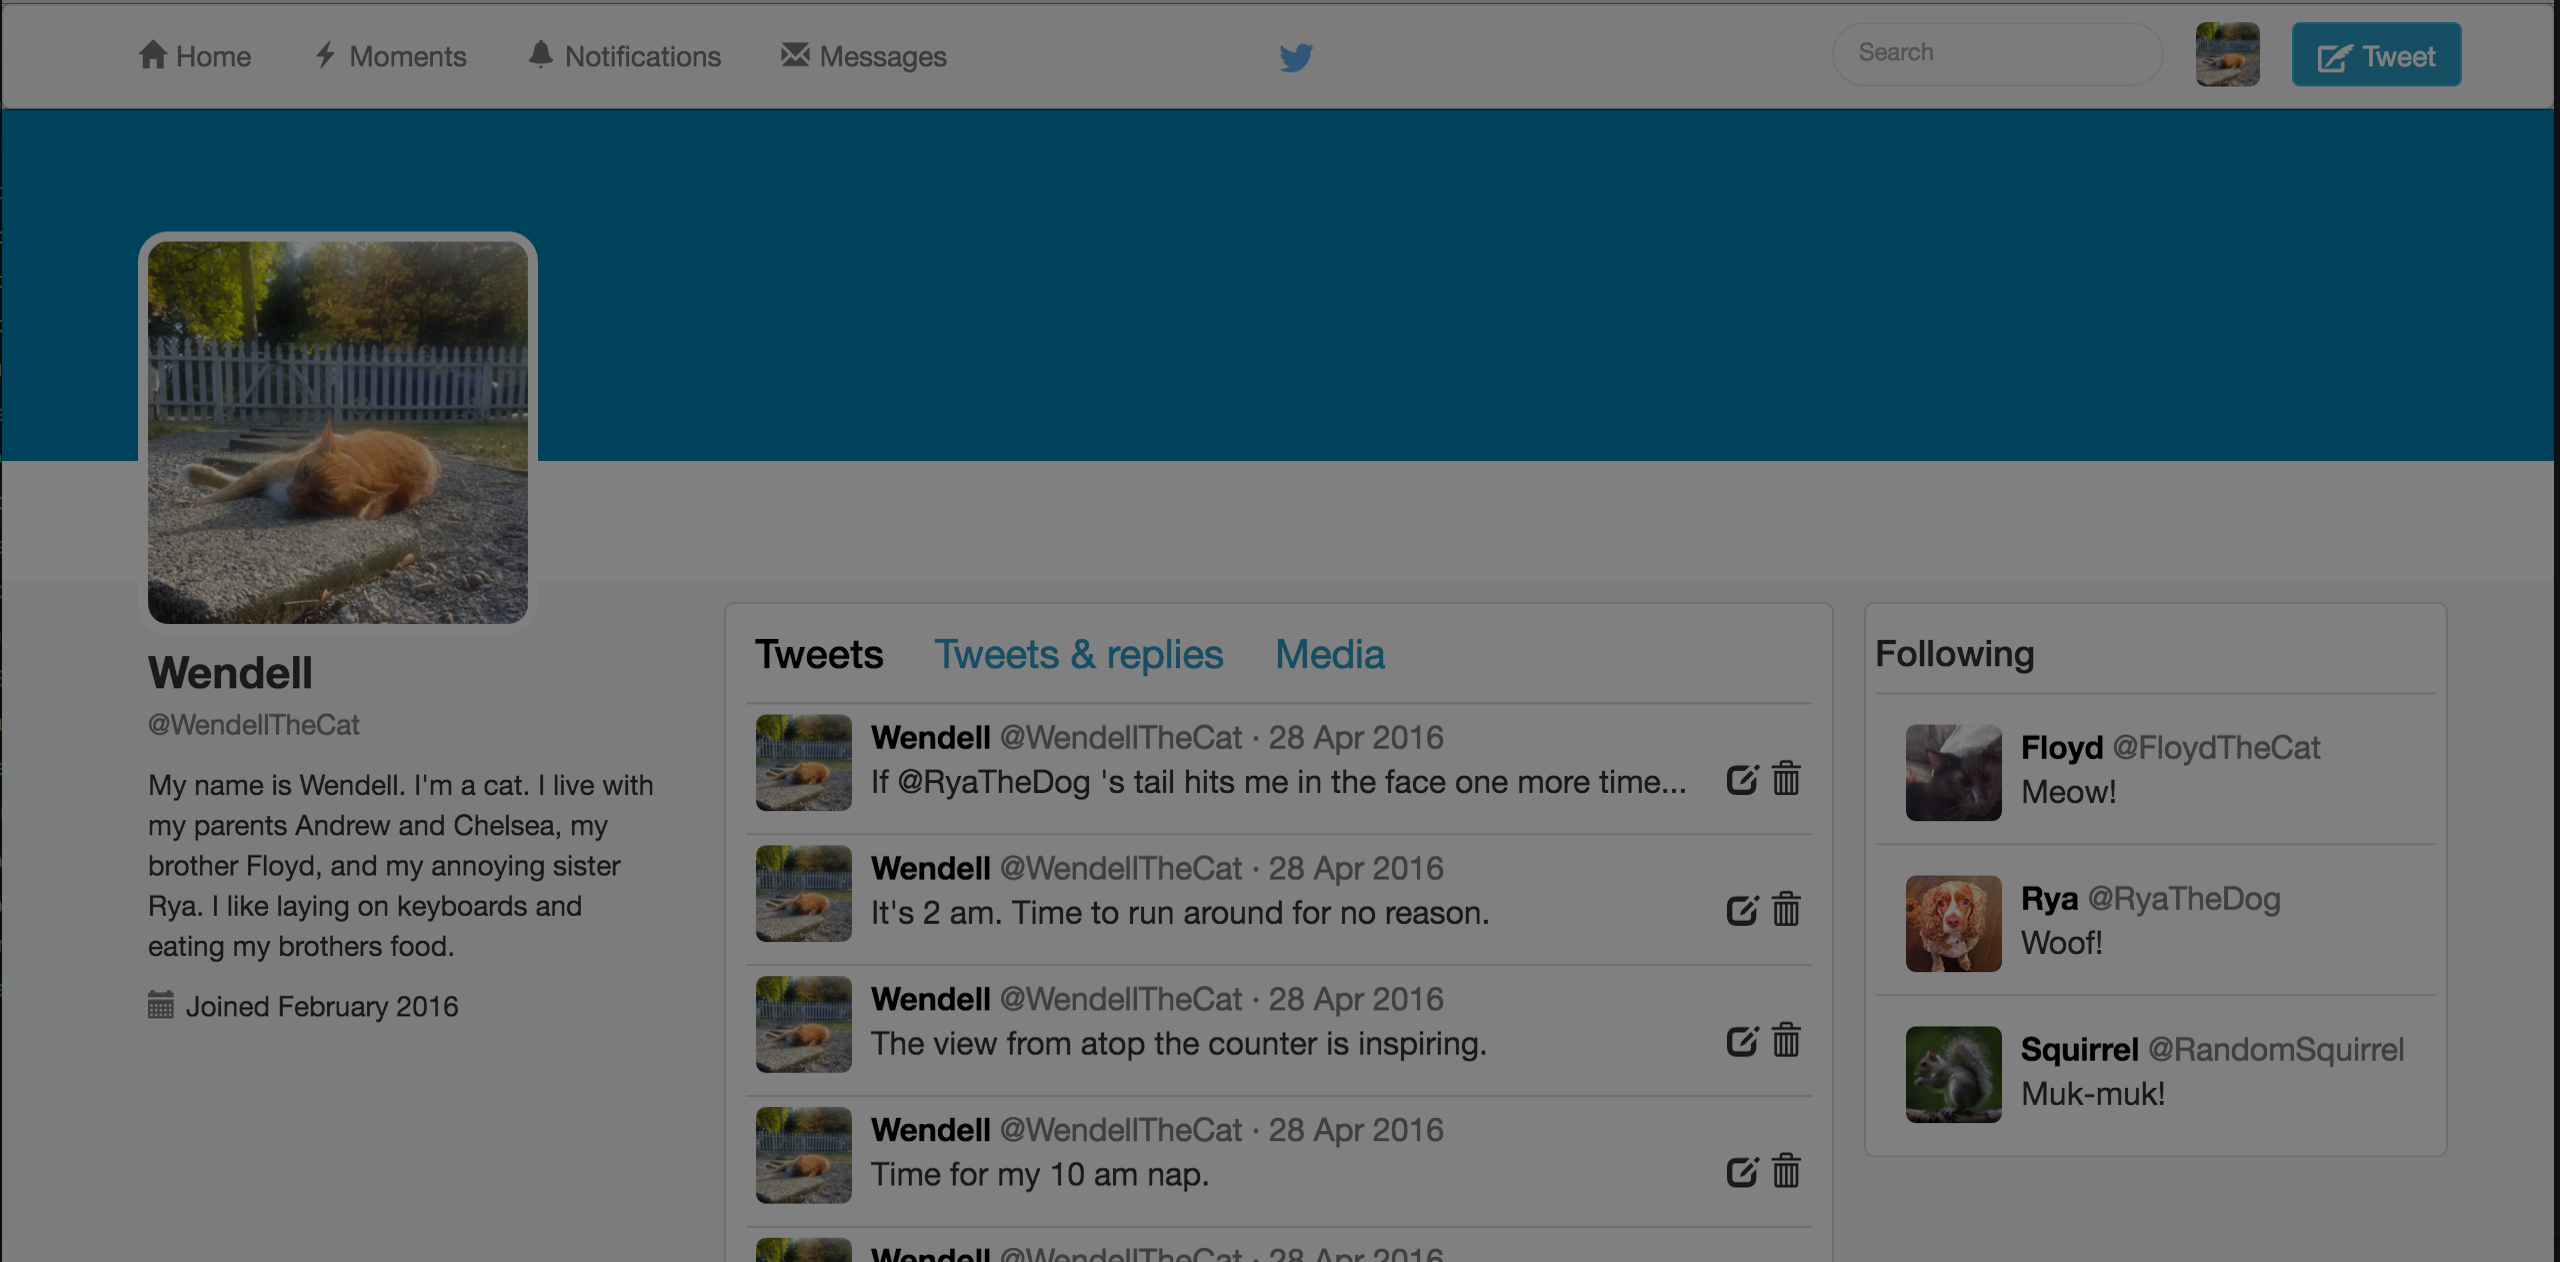 Home Moments Notifications Messages Search Tweet
Wendell
@WendellTheCat
My name is Wendell. I'm a cat. I live with
my parents Andrew and Chelsea, my
brother Floyd, and my annoying sister
Rya. I like laying on keyboards and
eating my brothers food.
Joined February 2016
Tweets Tweets & replies Media
Wendell @WendellTheCat · 28 Apr 2016
If @RyaTheDog 's tail hits me in the face one more time...
Wendell @WendellTheCat · 28 Apr 2016
It's 2 am. Time to run around for no reason.
Wendell @WendellTheCat · 28 Apr 2016
The view from atop the counter is inspiring.
Wendell @WendellTheCat · 28 Apr 2016
Time for my 10 am nap.
Wendell @WendellTheCat · 28 Apr 2016
Following
Floyd @FloydTheCat
Meow!
Rya @RyaTheDog
Woof!
Squirrel @RandomSquirrel
Muk-muk!